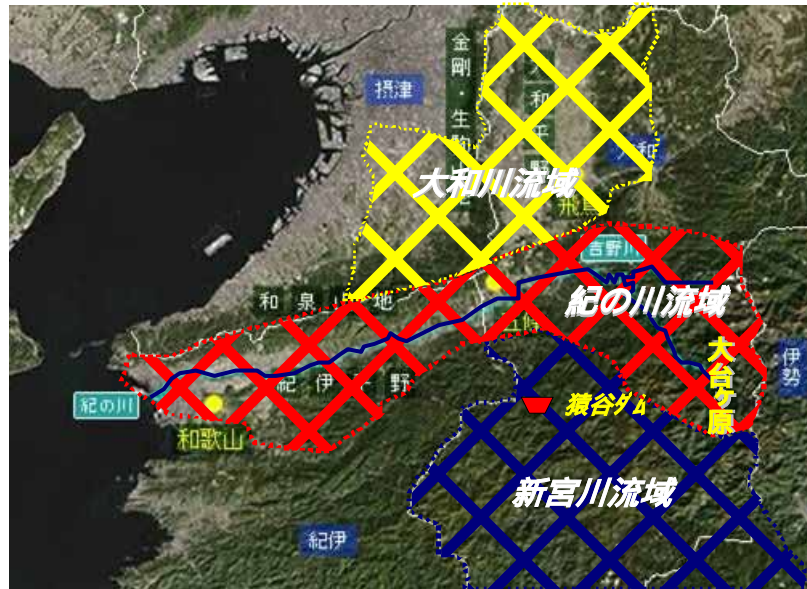 摂津
金剛・生駒山
大和平野
大和
大和川流域
飛鳥
吉野川
和泉山地
紀の川流域
五條
伊勢
大台ケ原
紀伊平野
紀の川
猿谷ダム
和歌山
新宮川流域
紀伊